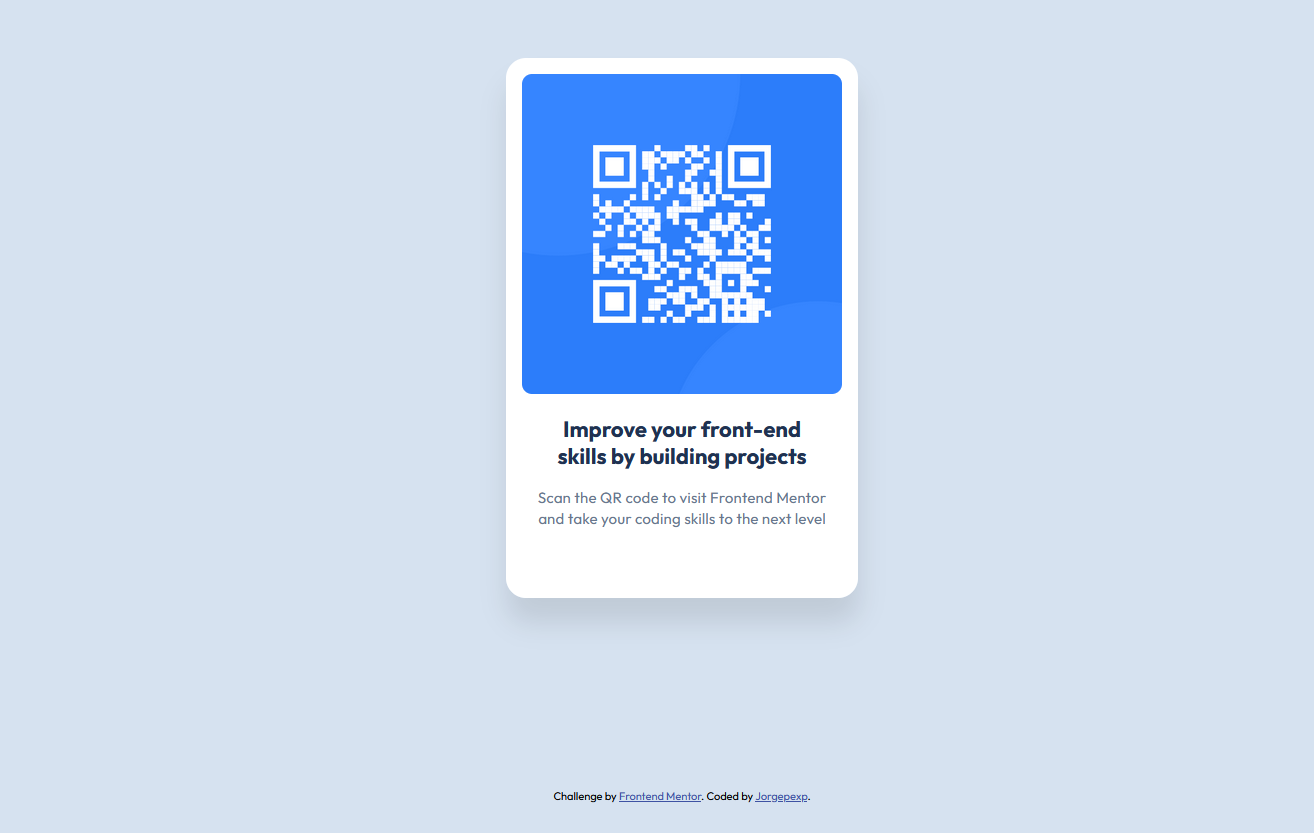 Improve your front-end
skills by building projects
Scan the QR code to visit Frontend Mentor
and take your coding skills to the next level
Challenge by Frontend Mentor. Coded by Jorgepexp.